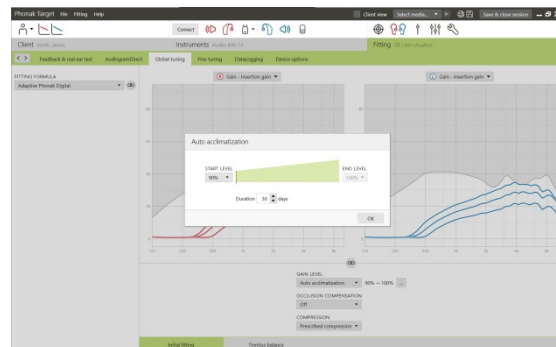 Phonak Target File Fitting Help
Client view Select media... Save & close session
Connect
Client Smith, James Instruments Audéo Fitting
Feedback & real ear test AudiogramDirect Global tuning Fine tuning Datalogging Device options
FITTING FORMULA
Adaptive Phonak Digital
Gain - Insertion gain
Gain - Insertion gain
Auto acclimatization
START LEVEL
90%
END LEVEL
100%
Duration 30 days
OK
GAIN LEVEL
Auto acclimatization 90% → 100% ...
OCCLUSION COMPENSATION
Off
COMPRESSION
Prescribed compression
Initial fitting Tinnitus balance